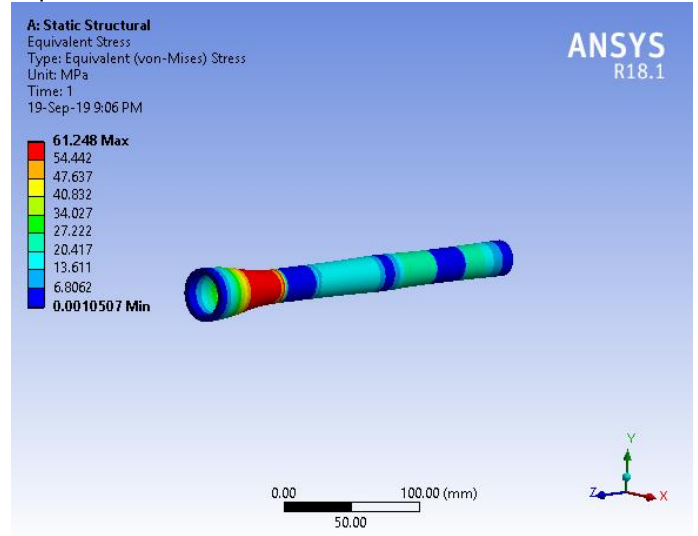 A: Static Structural
Equivalent Stress
Type: Equivalent (von-Mises) Stress
Unit: MPa
Time: 1
19-Sep-19 9:06 PM
ANSYS
R18.1
61.248 Max
54.442
47.637
40.832
34.027
27.222
20.417
13.611
6.8062
0.0010507 Min
Y
Z
X
0.00
100.00 (mm)
50.00